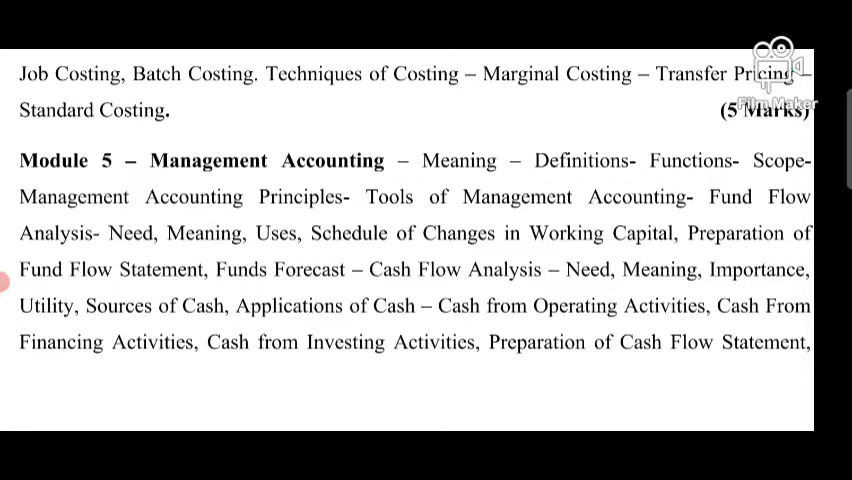 Job Costing, Batch Costing. Techniques of Costing – Marginal Costing – Transfer Pricing –
Standard Costing. (5 Marks)
Film Maker
Module 5 – Management Accounting – Meaning – Definitions- Functions- Scope-
Management Accounting Principles- Tools of Management Accounting- Fund Flow
Analysis- Need, Meaning, Uses, Schedule of Changes in Working Capital, Preparation of
Fund Flow Statement, Funds Forecast – Cash Flow Analysis – Need, Meaning, Importance,
Utility, Sources of Cash, Applications of Cash – Cash from Operating Activities, Cash From
Financing Activities, Cash from Investing Activities, Preparation of Cash Flow Statement,